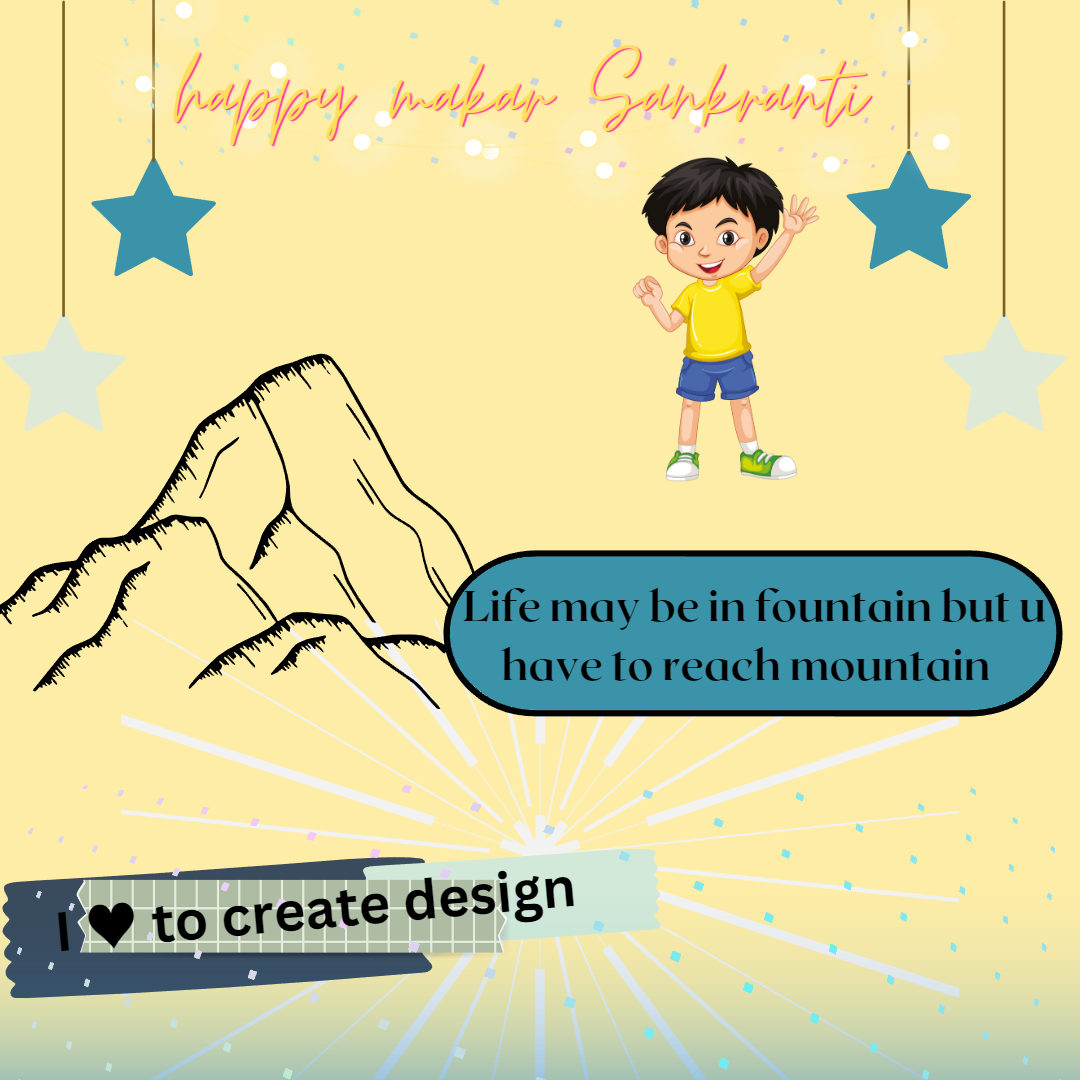 happy makar Sankranti
Life may be in fountain but u
have to reach mountain
I ♥ to create design